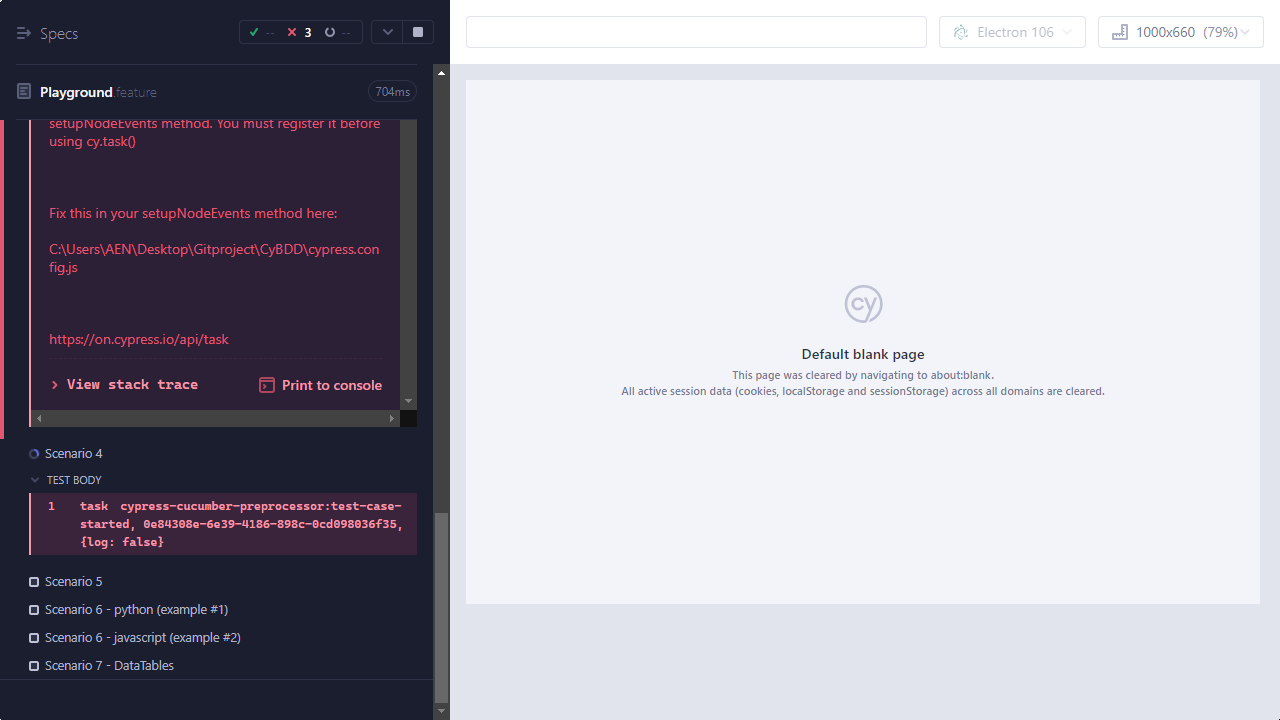 Specs
--
3
--
Electron 106
1000x660 (79%)
Playground.feature
704ms
setupNodeEvents method. You must register it before
using cy.task()
Fix this in your setupNodeEvents method here:
C:\Users\AEN\Desktop\Gitproject\CyBDD\cypress.con
fig.js
https://on.cypress.io/api/task
View stack trace
Print to console
Scenario 4
TEST BODY
1 task cypress-cucumber-preprocessor:test-case-
started, 0e84308e-6e39-4186-898c-0cd098036f35,
{log: false}
Scenario 5
Scenario 6 - python (example #1)
Scenario 6 - javascript (example #2)
Scenario 7 - DataTables
cy
Default blank page
This page was cleared by navigating to about:blank.
All active session data (cookies, localStorage and sessionStorage) across all domains are cleared.